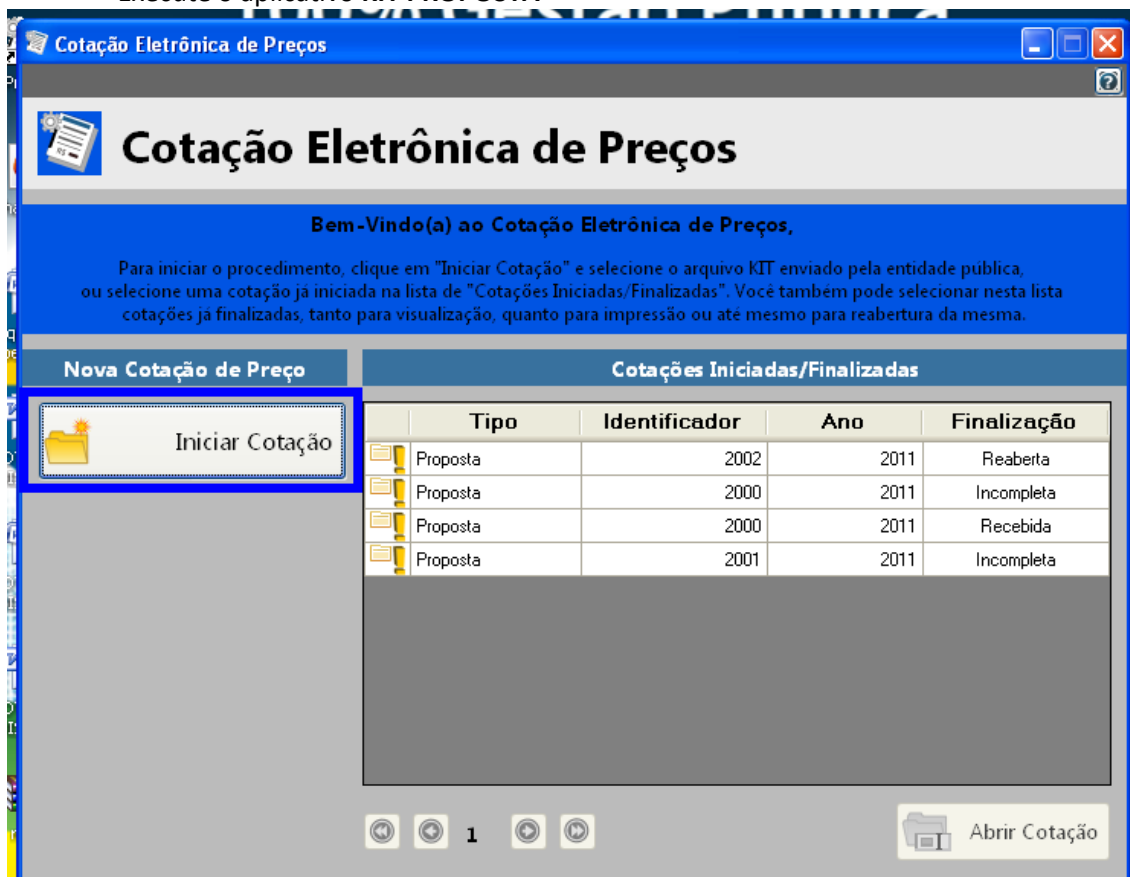 Cotação Eletrônica de Preços
Cotação Eletrônica de Preços
Bem-Vindo(a) ao Cotação Eletrônica de Preços,
Para iniciar o procedimento, clique em "Iniciar Cotação" e selecione o arquivo KIT enviado pela entidade pública,
ou selecione uma cotação já iniciada na lista de "Cotações Iniciadas/Finalizadas". Você também pode selecionar nesta lista
cotações já finalizadas, tanto para visualização, quanto para impressão ou até mesmo para reabertura da mesma.
Nova Cotação de Preço
Cotações Iniciadas/Finalizadas
Iniciar Cotação
Tipo Identificador Ano Finalização
Proposta 2002 2011 Reaberta
Proposta 2000 2011 Incompleta
Proposta 2000 2011 Recebida
Proposta 2001 2011 Incompleta
1
Abrir Cotação